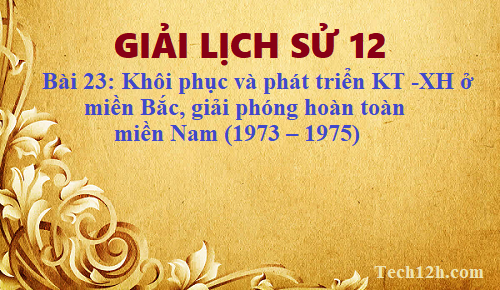 GIẢI LỊCH SỬ 12
Bài 23: Khôi phục và phát triển KT -XH ở
miền Bắc, giải phóng hoàn toàn
miền Nam (1973 – 1975)
Tech12h.com